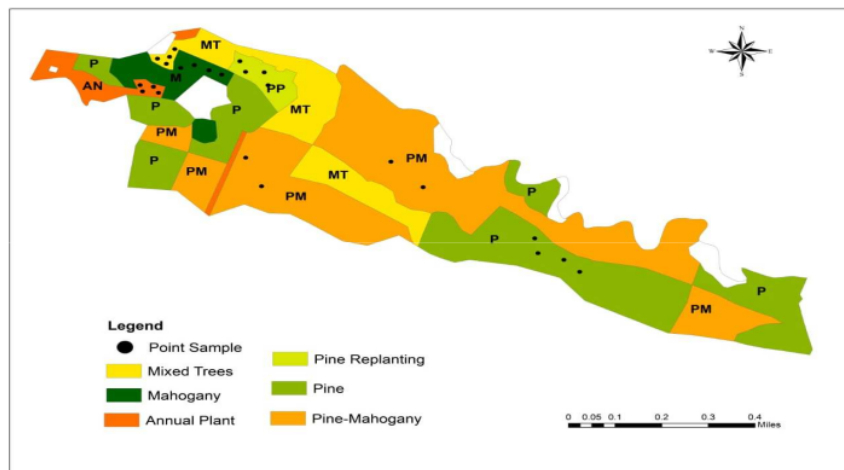 N
W E
S
MT
P
M
AN
PP
P
P
MT
PM
PM
P
PM
P
MT
PM
P
P
PM
Legend
Point Sample
Mixed Trees
Mahogany
Annual Plant
Pine Replanting
Pine
Pine-Mahogany
0 0.05 0.1 0.2 0.3 0.4
Miles